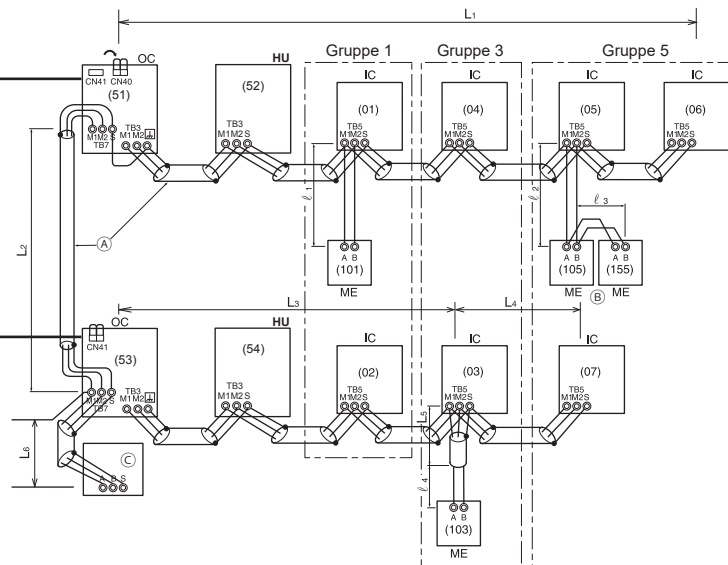 L1
Gruppe 1
Gruppe 3
Gruppe 5
OC
HU
IC
IC
IC
IC
CN41
CN40
(51)
(52)
(01)
(04)
(05)
(06)
TB3
M1M2
M1M2 S
TB7
TB3
M1M2 S
TB5
M1M2S
TB5
M1M2S
TB5
M1M2S
TB5
M1M2S
L2
A
ℓ1
ℓ2
ℓ3
A B
(101)
ME
A B
(105)
ME
B
A B
(155)
ME
L3
L4
OC
HU
IC
IC
IC
CN41
(53)
(54)
(02)
(03)
(07)
M1M2 S
TB7
TB3
M1M2
TB3
M1M2 S
TB5
M1M2S
TB5
M1M2S
TB5
M1M2S
L6
C
A B S
L5
ℓ4
A B
(103)
ME